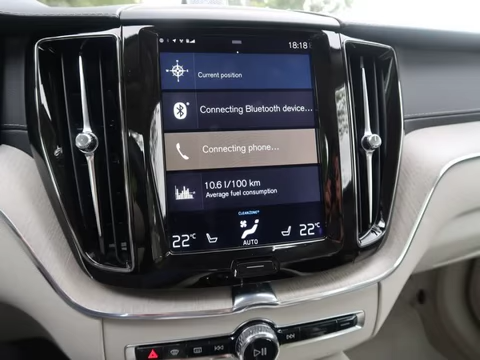 18:18
Current position
Connecting Bluetooth device...
Connecting phone...
10.6 l/100 km
Average fuel consumption
CLEANZONE
22°C 22°C
AUTO